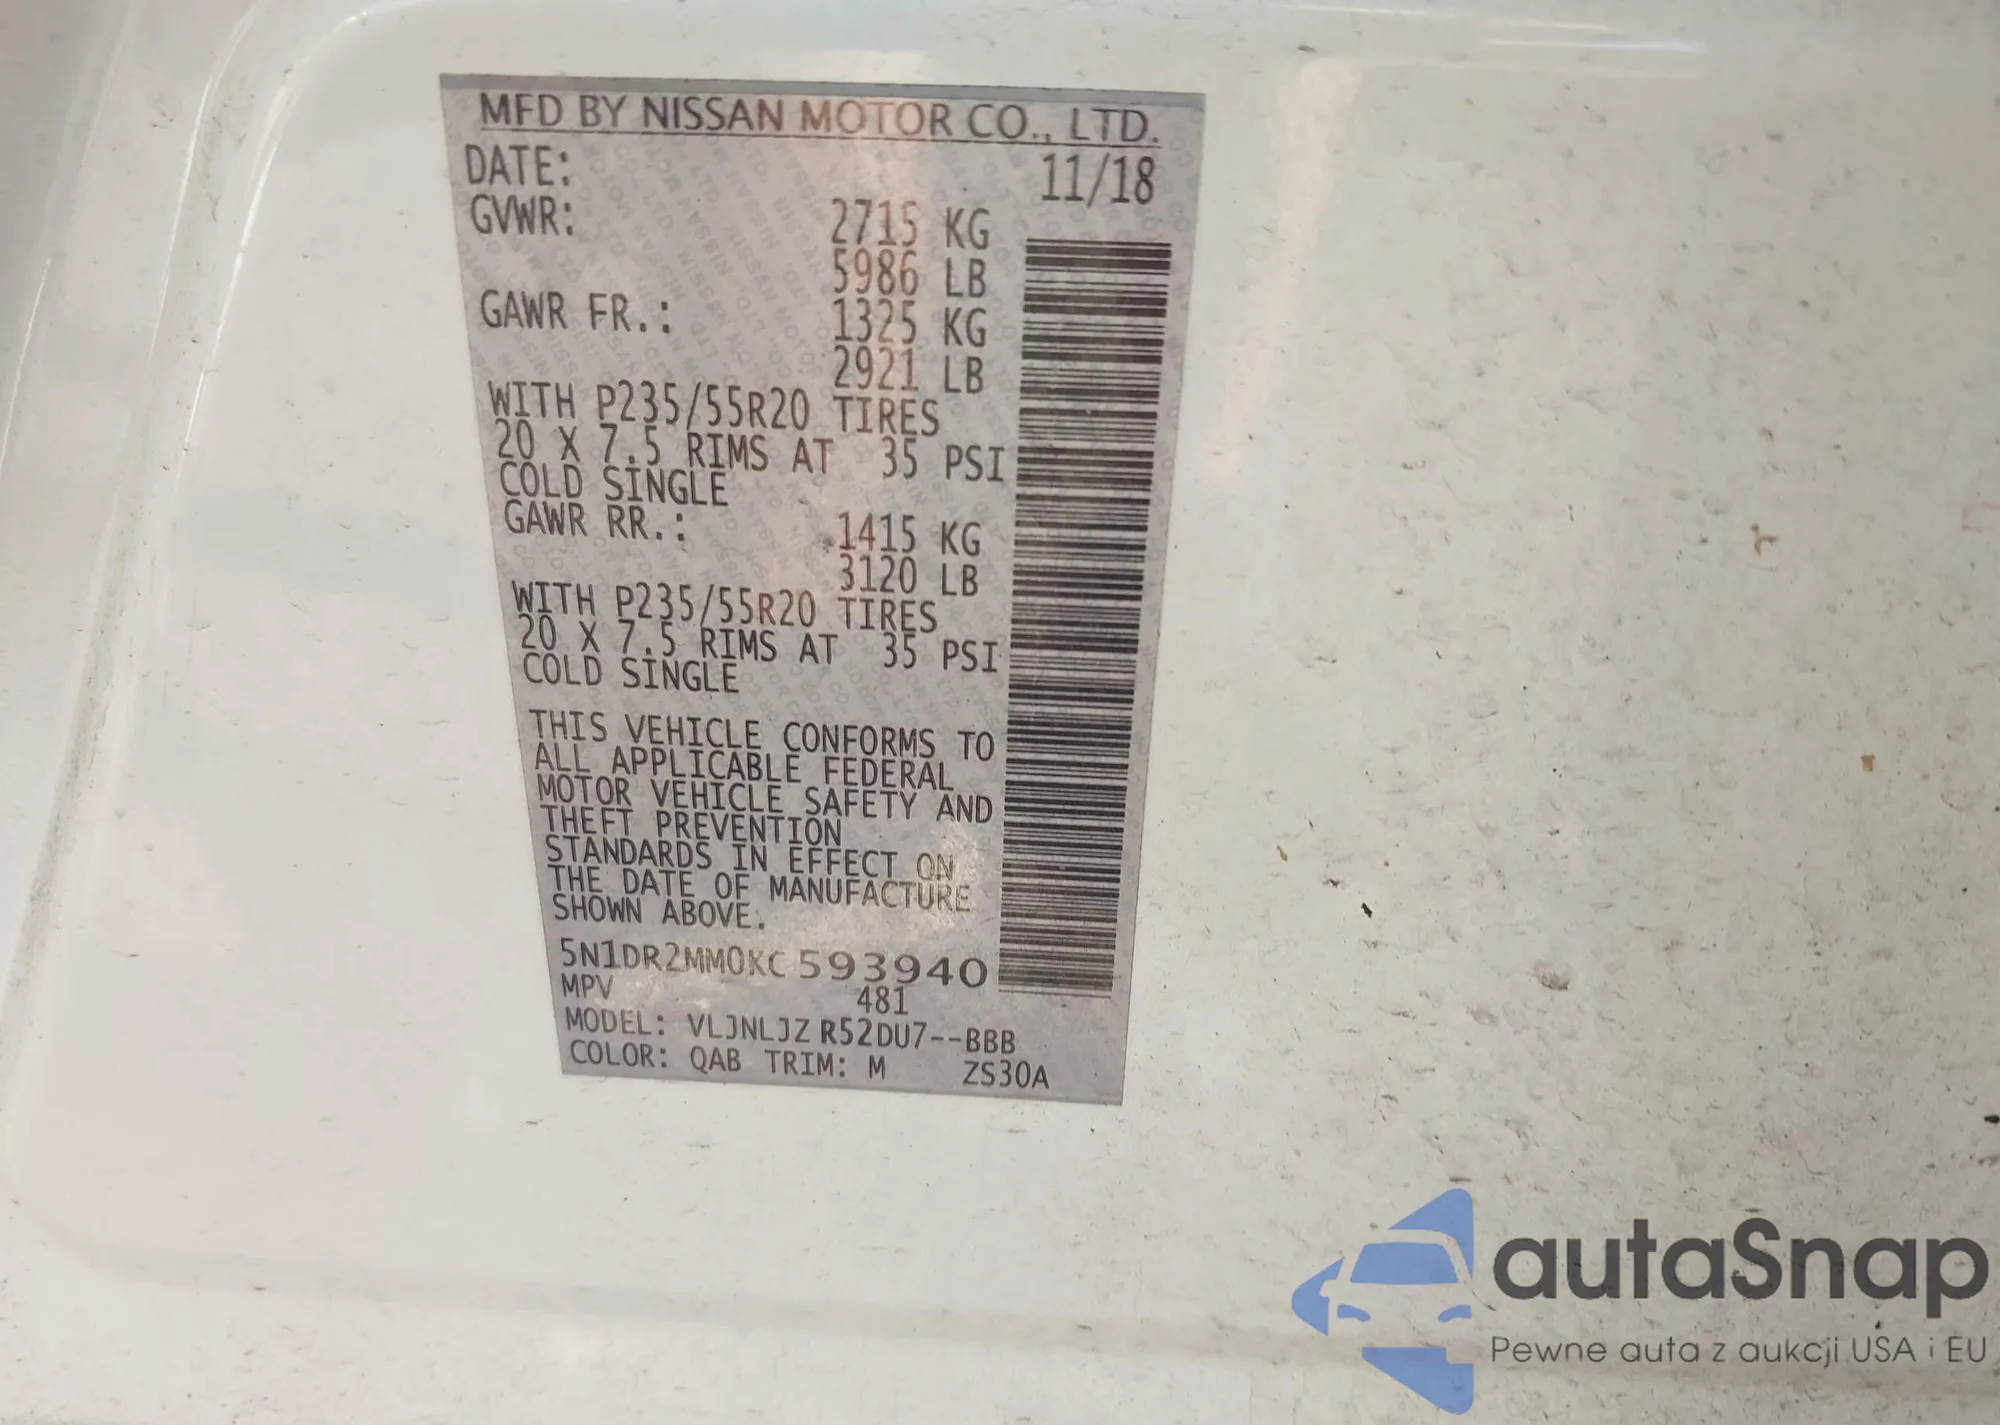 MFD BY NISSAN MOTOR CO., LTD.
DATE: 11/18
GVWR: 2715 KG
5986 LB
GAWR FR.: 1325 KG
2921 LB
WITH P235/55R20 TIRES
20 X 7.5 RIMS AT 35 PSI
COLD SINGLE
GAWR RR.: 1415 KG
3120 LB
WITH P235/55R20 TIRES
20 X 7.5 RIMS AT 35 PSI
COLD SINGLE
THIS VEHICLE CONFORMS TO
ALL APPLICABLE FEDERAL
MOTOR VEHICLE SAFETY AND
THEFT PREVENTION
STANDARDS IN EFFECT ON
THE DATE OF MANUFACTURE
SHOWN ABOVE.
5N1DR2MM0KC593940
MPV 481
MODEL: VLJNLJZ R52DU7--BBB
COLOR: QAB TRIM: M ZS30A
autaSnap
Pewne auta z aukcji USA i EU